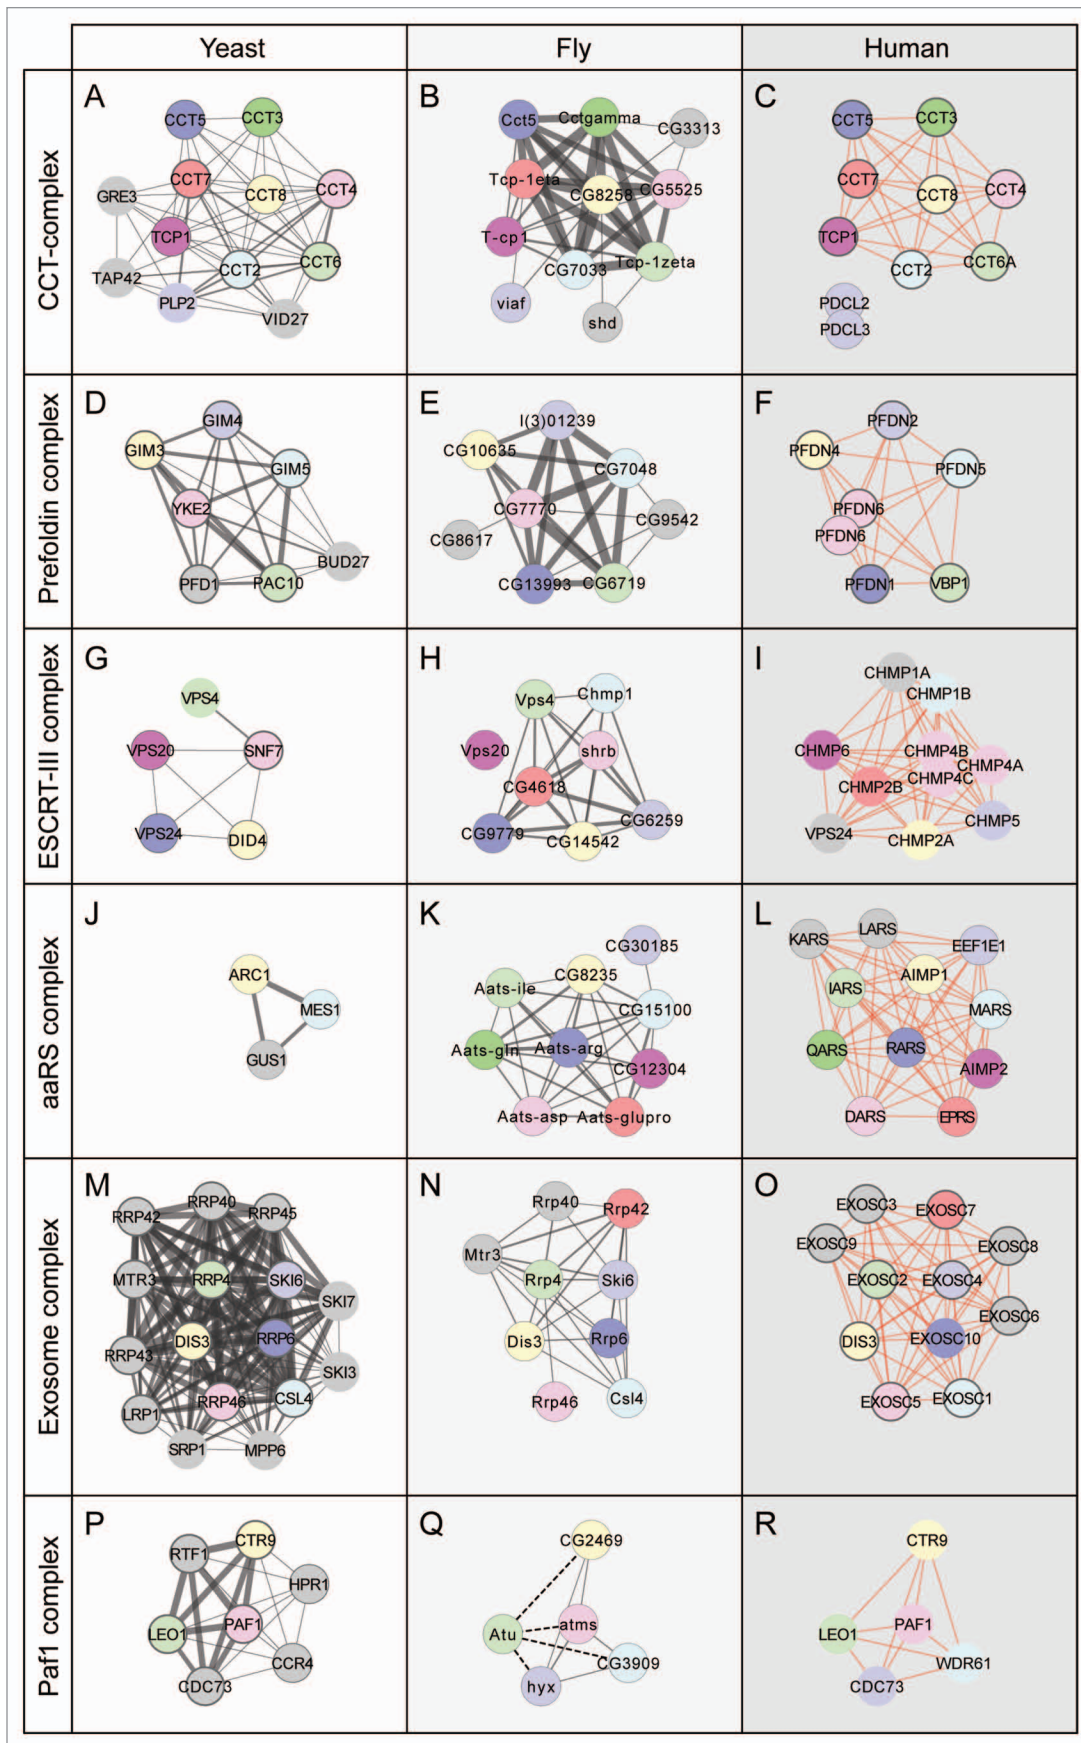 Yeast
Fly
Human
CCT-complex
A
CCT5
CCT3
CCT7
CCT8
CCT4
GRE3
TCP1
CCT2
CCT6
TAP42
PLP2
VID27
B
Cct5
Cctgamma
CG3313
Tcp-1eta
CG8258
CG5525
T-cp1
CG7033
Tcp-1zeta
viaf
shd
C
CCT5
CCT3
CCT7
CCT8
CCT4
TCP1
CCT2
CCT6A
PDCL2
PDCL3
Prefoldin complex
D
GIM4
GIM3
GIM5
YKE2
BUD27
PFD1
PAC10
E
l(3)01239
CG10635
CG7048
CG7770
CG9542
CG8617
CG13993
CG6719
F
PFDN2
PFDN4
PFDN5
PFDN6
PFDN6
PFDN1
VBP1
ESCRT-III complex
G
VPS4
VPS20
SNF7
VPS24
DID4
H
Vps4
Chmp1
Vps20
shrb
CG4618
CG9779
CG6259
CG14542
I
CHMP1A
CHMP1B
CHMP6
CHMP4B
CHMP4A
CHMP4C
CHMP2B
VPS24
CHMP5
CHMP2A
aaRS complex
J
ARC1
MES1
GUS1
K
CG30185
CG8235
Aats-ile
CG15100
Aats-gln
Aats-arg
CG12304
Aats-asp
Aats-glupro
L
KARS
LARS
EEF1E1
AIMP1
IARS
MARS
QARS
RARS
AIMP2
DARS
EPRS
Exosome complex
M
RRP40
RRP42
RRP45
MTR3
RRP4
SKI6
SKI7
DIS3
RRP6
RRP43
SKI3
RRP46
CSL4
LRP1
SRP1
MPP6
N
Rrp40
Rrp42
Mtr3
Rrp4
Ski6
Dis3
Rrp6
Rrp46
Csl4
O
EXOSC3
EXOSC7
EXOSC9
EXOSC8
EXOSC2
EXOSC4
EXOSC6
DIS3
EXOSC10
EXOSC5
EXOSC1
Paf1 complex
P
CTR9
RTF1
HPR1
LEO1
PAF1
CCR4
CDC73
Q
CG2469
Atu
atms
CG3909
hyx
R
CTR9
LEO1
PAF1
WDR61
CDC73